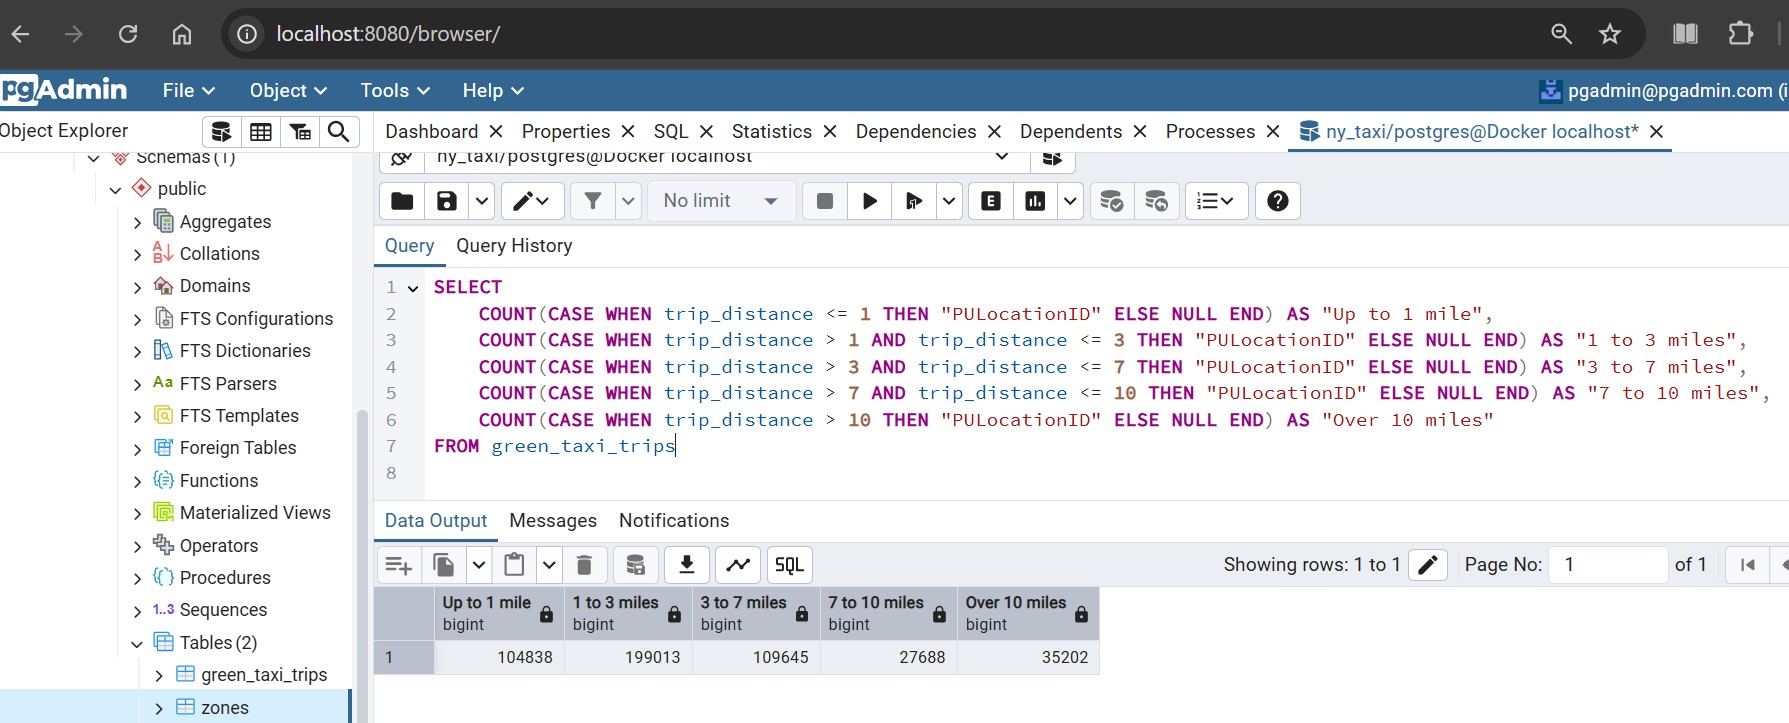 localhost:8080/browser/
pgAdmin File Object Tools Help pgadmin@pgadmin.com (i
Object Explorer
Dashboard Properties SQL Statistics Dependencies Dependents Processes ny_taxi/postgres@Docker localhost*
Schemas (1)
public
Aggregates
Collations
Domains
FTS Configurations
FTS Dictionaries
Aa FTS Parsers
FTS Templates
Foreign Tables
Functions
Materialized Views
Operators
Procedures
1..3 Sequences
Tables (2)
green_taxi_trips
zones
ny_taxi/postgres@Docker localhost
No limit E
Query Query History
1 SELECT
2 COUNT(CASE WHEN trip_distance <= 1 THEN "PULocationID" ELSE NULL END) AS "Up to 1 mile",
3 COUNT(CASE WHEN trip_distance > 1 AND trip_distance <= 3 THEN "PULocationID" ELSE NULL END) AS "1 to 3 miles",
4 COUNT(CASE WHEN trip_distance > 3 AND trip_distance <= 7 THEN "PULocationID" ELSE NULL END) AS "3 to 7 miles",
5 COUNT(CASE WHEN trip_distance > 7 AND trip_distance <= 10 THEN "PULocationID" ELSE NULL END) AS "7 to 10 miles",
6 COUNT(CASE WHEN trip_distance > 10 THEN "PULocationID" ELSE NULL END) AS "Over 10 miles"
7 FROM green_taxi_trips
8
Data Output Messages Notifications
SQL Showing rows: 1 to 1 Page No: 1 of 1
Up to 1 mile 1 to 3 miles 3 to 7 miles 7 to 10 miles Over 10 miles
bigint bigint bigint bigint bigint
1 104838 199013 109645 27688 35202